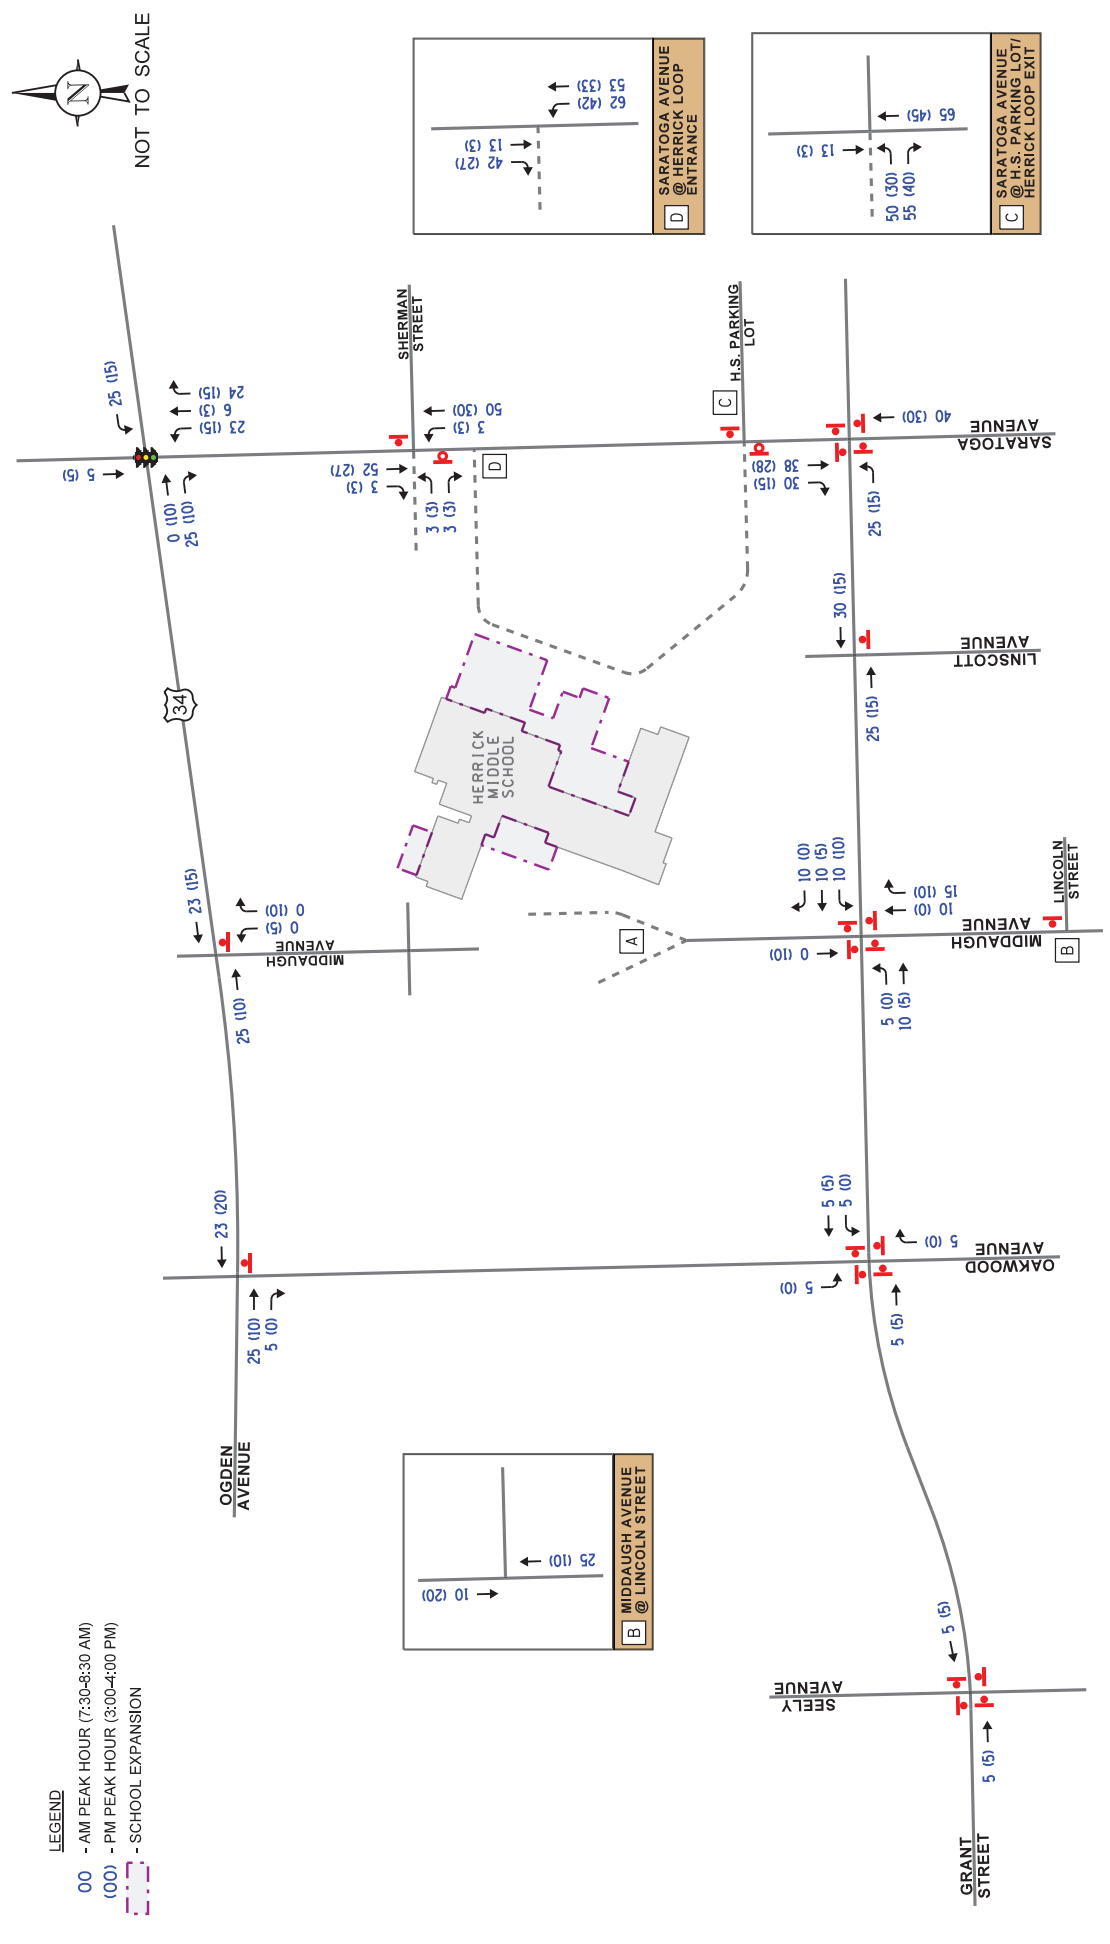 N
NOT TO SCALE
LEGEND
00 - AM PEAK HOUR (7:30-8:30 AM)
(00) - PM PEAK HOUR (3:00-4:00 PM)
- SCHOOL EXPANSION
OGDEN
AVENUE
25 (10)
5 (0)
23 (20)
25 (10)
23 (15)
0 (5)
0 (10)
MIDDAUGH
AVENUE
34
5 (5)
25 (15)
0 (10)
25 (10)
23 (15)
6 (3)
24 (15)
SHERMAN
STREET
3 (3)
52 (27)
3 (3)
50 (30)
3 (3)
3 (3)
D
HERRICK
MIDDLE
SCHOOL
H.S. PARKING
LOT
C
30 (15)
38 (28)
40 (30)
25 (15)
SARATOGA
AVENUE
30 (15)
25 (15)
LINSCOTT
AVENUE
A
10 (0)
10 (5)
10 (10)
0 (10)
10 (0)
15 (10)
5 (0)
10 (5)
MIDDAUGH
AVENUE
LINCOLN
STREET
B
5 (5)
5 (0)
5 (0)
5 (0)
5 (5)
OAKWOOD
AVENUE
5 (5)
5 (5)
SEELY
AVENUE
GRANT
STREET
10 (20)
25 (10)
B
MIDDAUGH AVENUE
@ LINCOLN STREET
42 (27)
13 (3)
62 (42)
53 (33)
D
SARATOGA AVENUE
@ HERRICK LOOP
ENTRANCE
13 (3)
65 (45)
50 (30)
55 (40)
C
SARATOGA AVENUE
@ H.S. PARKING LOT/
HERRICK LOOP EXIT